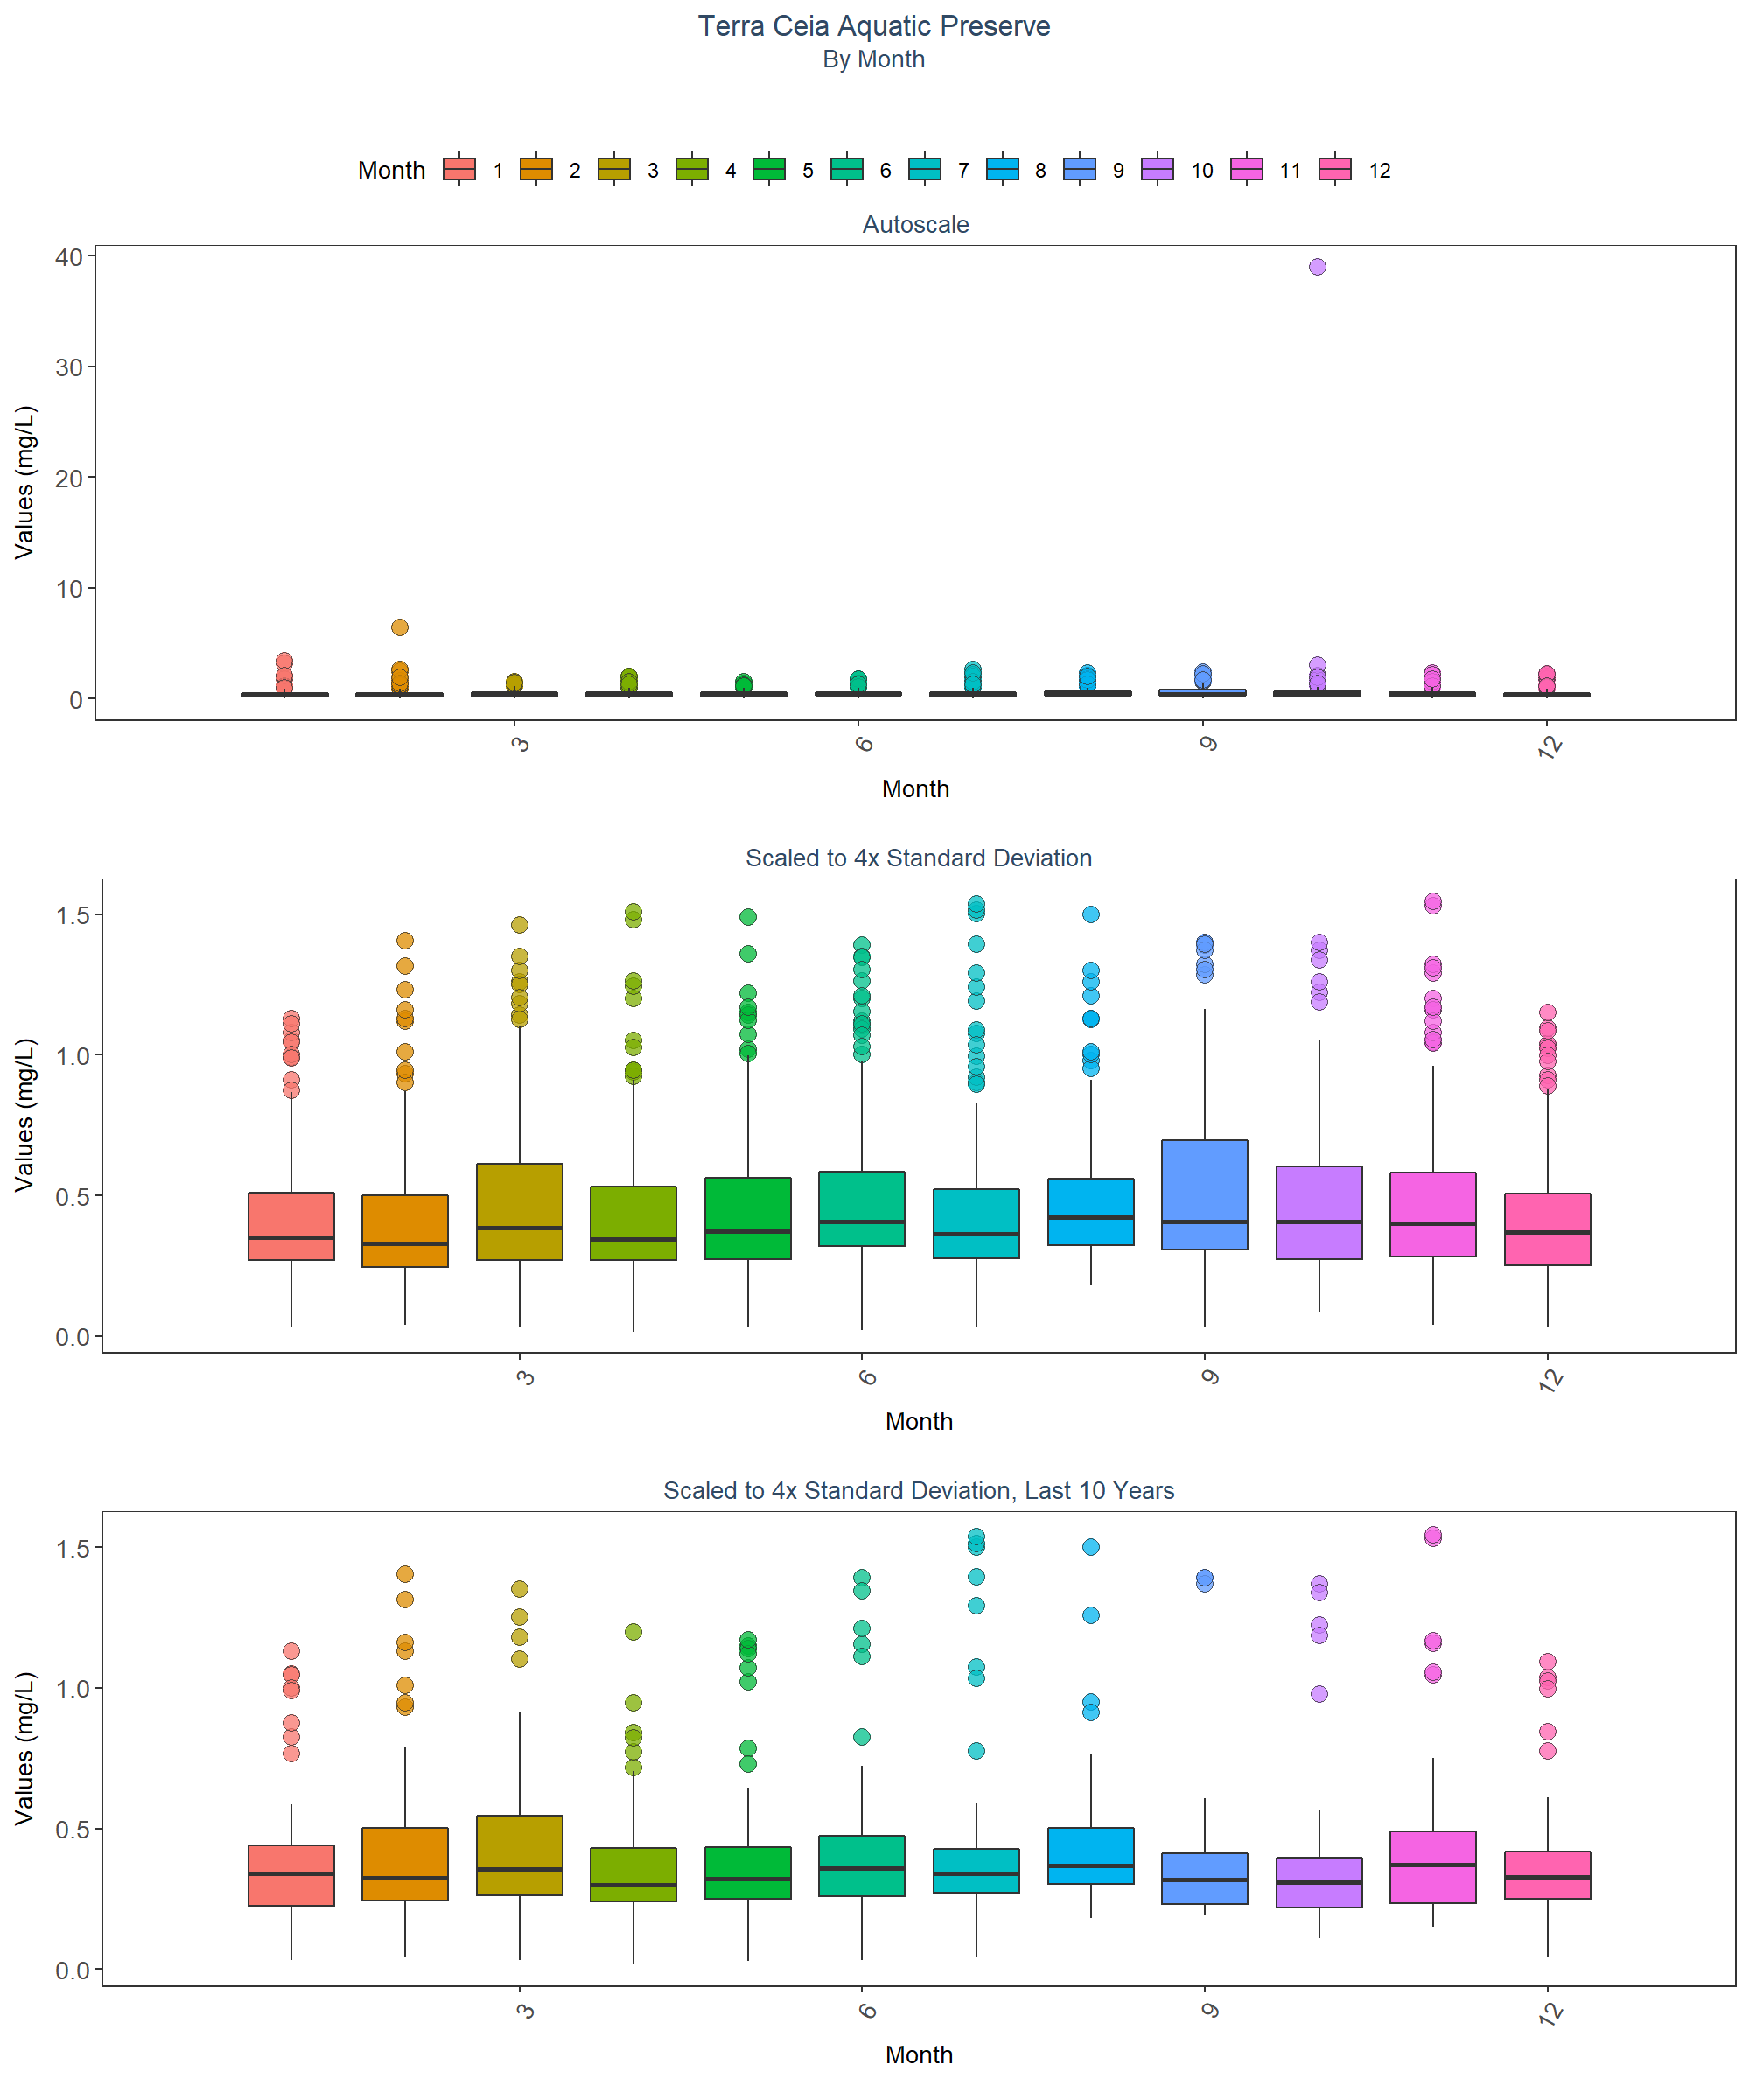 Terra Ceia Aquatic Preserve
By Month
Month 1 2 3 4 5 6 7 8 9 10 11 12
Autoscale
Values (mg/L)
40
30
20
10
0
3 6 9 12
Month
Scaled to 4x Standard Deviation
Values (mg/L)
1.5
1.0
0.5
0.0
3 6 9 12
Month
Scaled to 4x Standard Deviation, Last 10 Years
Values (mg/L)
1.5
1.0
0.5
0.0
3 6 9 12
Month